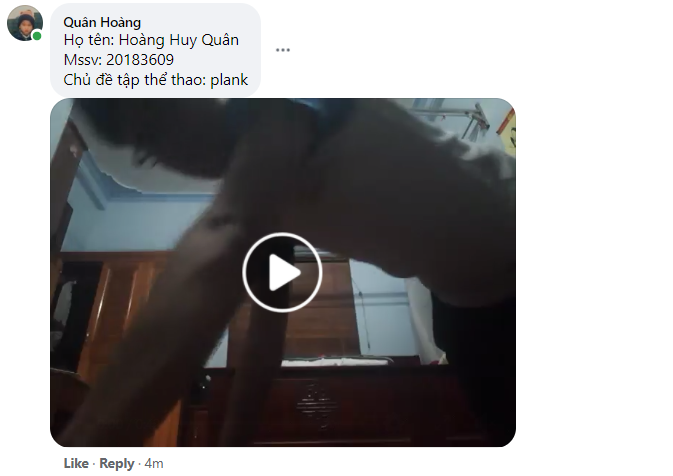 Quân Hoàng
Họ tên: Hoàng Huy Quân
Mssv: 20183609
Chủ đề tập thể thao: plank
Like · Reply · 4m